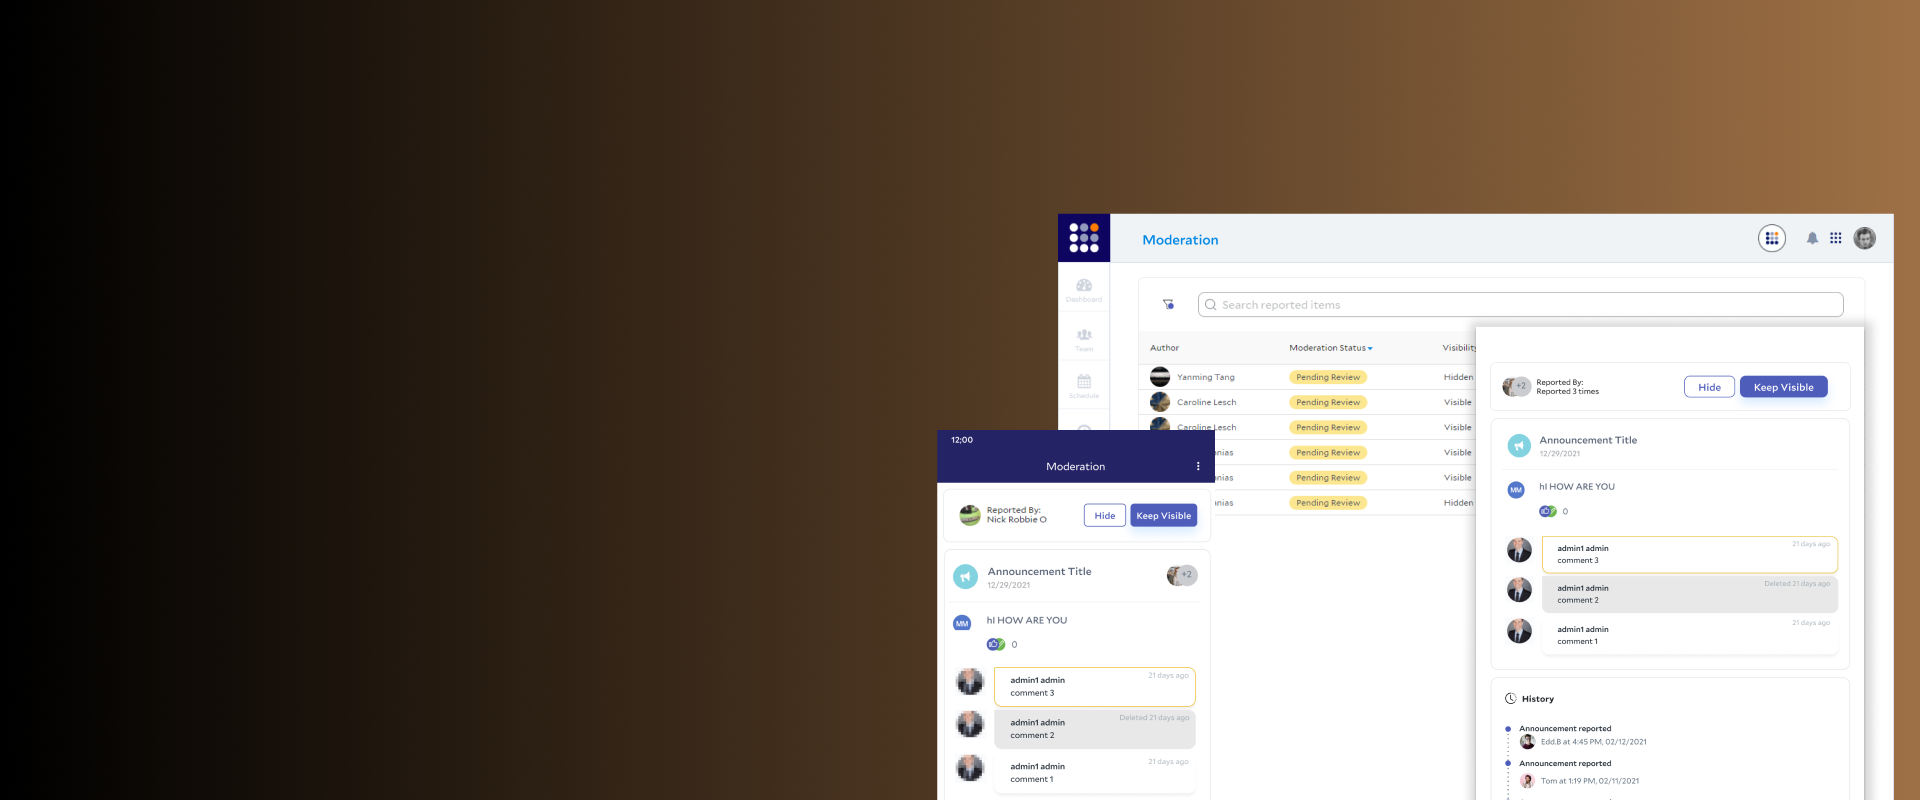 Moderation
Dashboard
Team
Schedule
Search reported items
Author
Moderation Status
Visibility
Yanming Tang
Pending Review
Hidden
Caroline Lesch
Pending Review
Visible
Caroline Lesch
Pending Review
Visible
Pending Review
Visible
Pending Review
Visible
Pending Review
Hidden
12;00
Moderation
Reported By:
Nick Robbie O
Hide
Keep Visible
Announcement Title
12/29/2021
+2
MM
hI HOW ARE YOU
0
21 days ago
admin1 admin
comment 3
Deleted 21 days ago
admin1 admin
comment 2
21 days ago
admin1 admin
comment 1
+2
Reported By:
Reported 3 times
Hide
Keep Visible
Announcement Title
12/29/2021
MM
hI HOW ARE YOU
0
21 days ago
admin1 admin
comment 3
Deleted 21 days ago
admin1 admin
comment 2
21 days ago
admin1 admin
comment 1
History
Announcement reported
Edd.B at 4:45 PM, 02/12/2021
Announcement reported
Tom at 1:19 PM, 02/11/2021